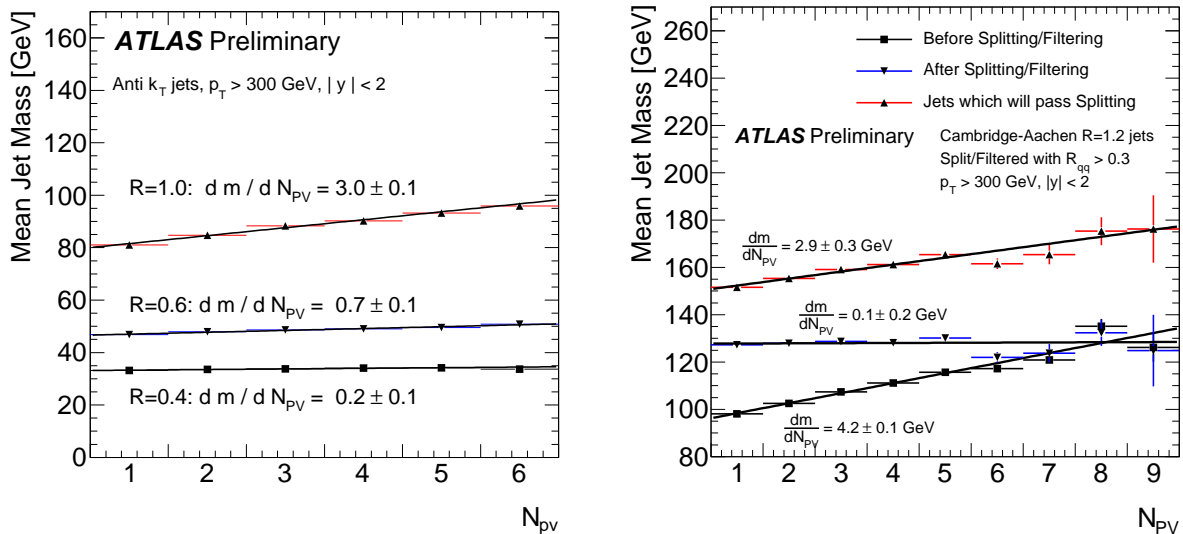 Mean Jet Mass [GeV]
160
140
120
100
80
60
40
20
0
ATLAS Preliminary
Anti k_T jets, p_T > 300 GeV, | y | < 2
R=1.0: d m / d N_PV = 3.0 ± 0.1
R=0.6: d m / d N_PV = 0.7 ± 0.1
R=0.4: d m / d N_PV = 0.2 ± 0.1
1 2 3 4 5 6
N_pv
Mean Jet Mass [GeV]
260
240
220
200
180
160
140
120
100
80
Before Splitting/Filtering
After Splitting/Filtering
Jets which will pass Splitting
ATLAS Preliminary
Cambridge-Aachen R=1.2 jets
Split/Filtered with R_qq > 0.3
p_T > 300 GeV, |y| < 2
dm/dN_PV = 2.9 ± 0.3 GeV
dm/dN_PV = 0.1 ± 0.2 GeV
dm/dN_PV = 4.2 ± 0.1 GeV
1 2 3 4 5 6 7 8 9
N_PV